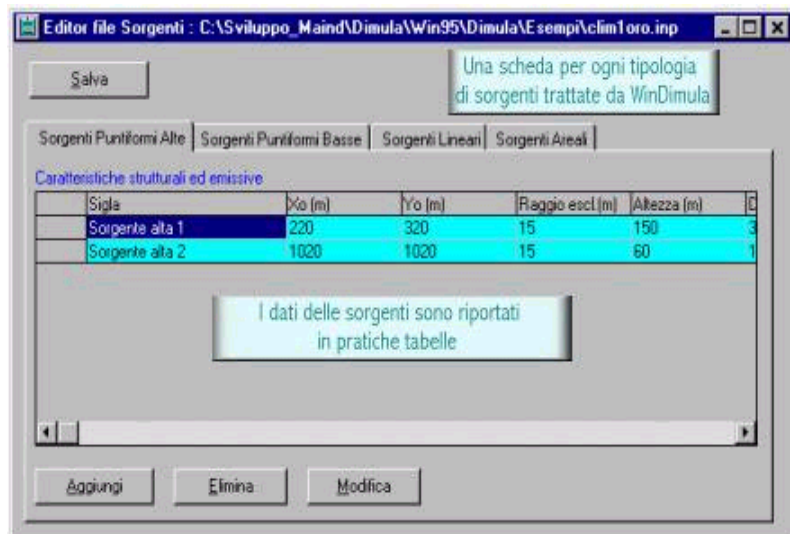 Editor file Sorgenti : C:\Sviluppo_Maind\Dimula\Win95\Dimula\Esempi\clim1oro.inp
Salva
Una scheda per ogni tipologia
di sorgenti trattate da WinDimula
Sorgenti Puntiformi Alte Sorgenti Puntiformi Basse Sorgenti Lineari Sorgenti Areali
Caratteristiche strutturali ed emissive
Sigla Xo (m) Yo (m) Raggio escl.(m) Altezza (m) D
Sorgente alta 1 220 320 15 150 3
Sorgente alta 2 1020 1020 15 60 1
I dati delle sorgenti sono riportati
in pratiche tabelle
Aggiungi Elimina Modifica